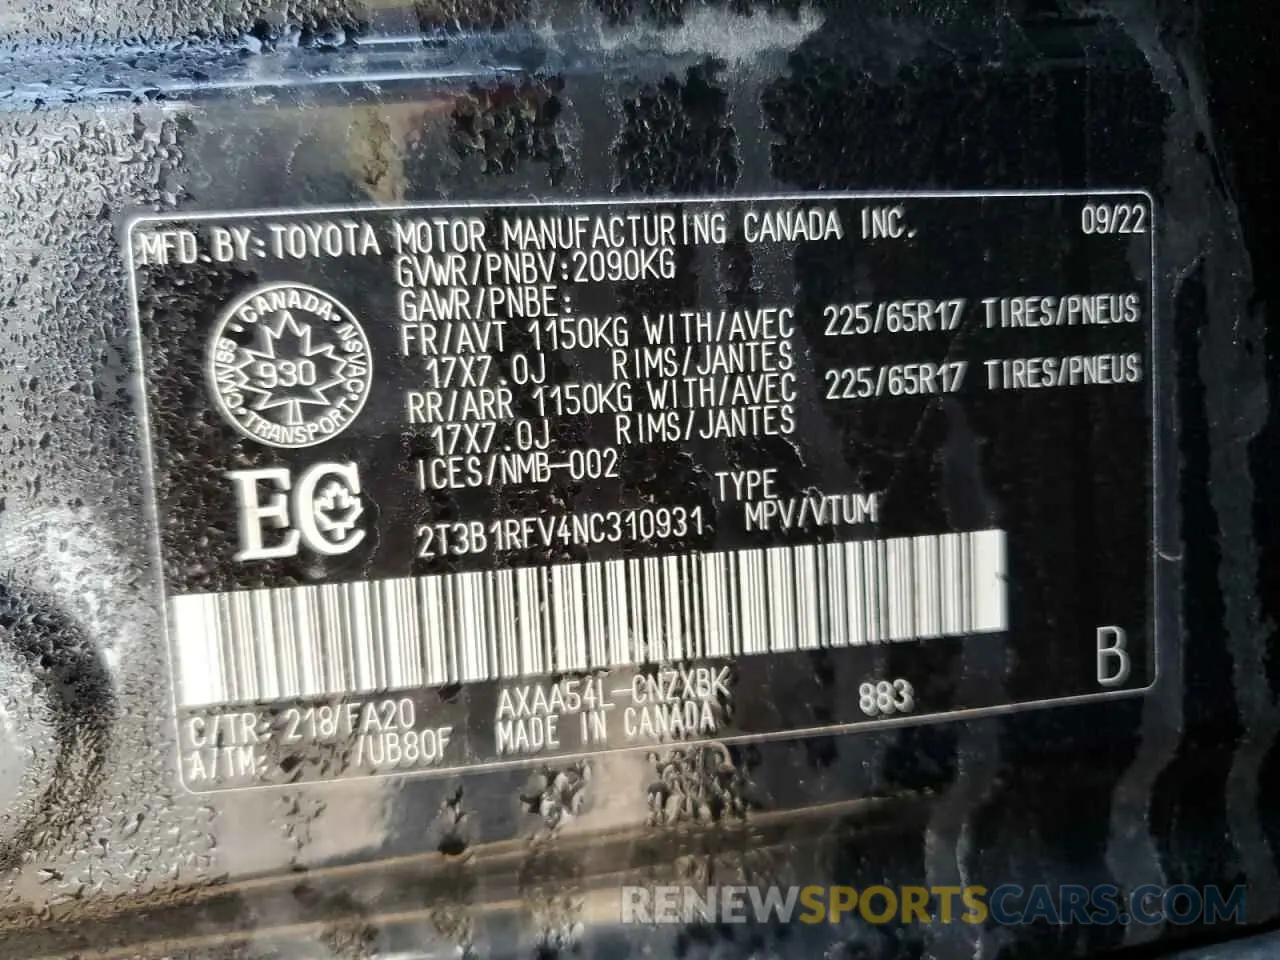 MFD. BY: TOYOTA MOTOR MANUFACTURING CANADA INC. 09/22
GVWR/PNBV: 2090KG
GAWR/PNBE:
FR/AVT 1150KG WITH/AVEC 225/65R17 TIRES/PNEUS
17X7.0J RIMS/JANTES
RR/ARR 1150KG WITH/AVEC 225/65R17 TIRES/PNEUS
17X7.0J RIMS/JANTES
ICES/NMB-002
CANADA
CMVSS 930 NSVAC
TRANSPORT
EC
TYPE
2T3B1RFV4NC310931 MPV/VTUM
B
C/TR: 218/FA20 AXAA54L-CNZXBK 883
A/TM: /UB80F MADE IN CANADA
RENEWSPORTSCARS.COM